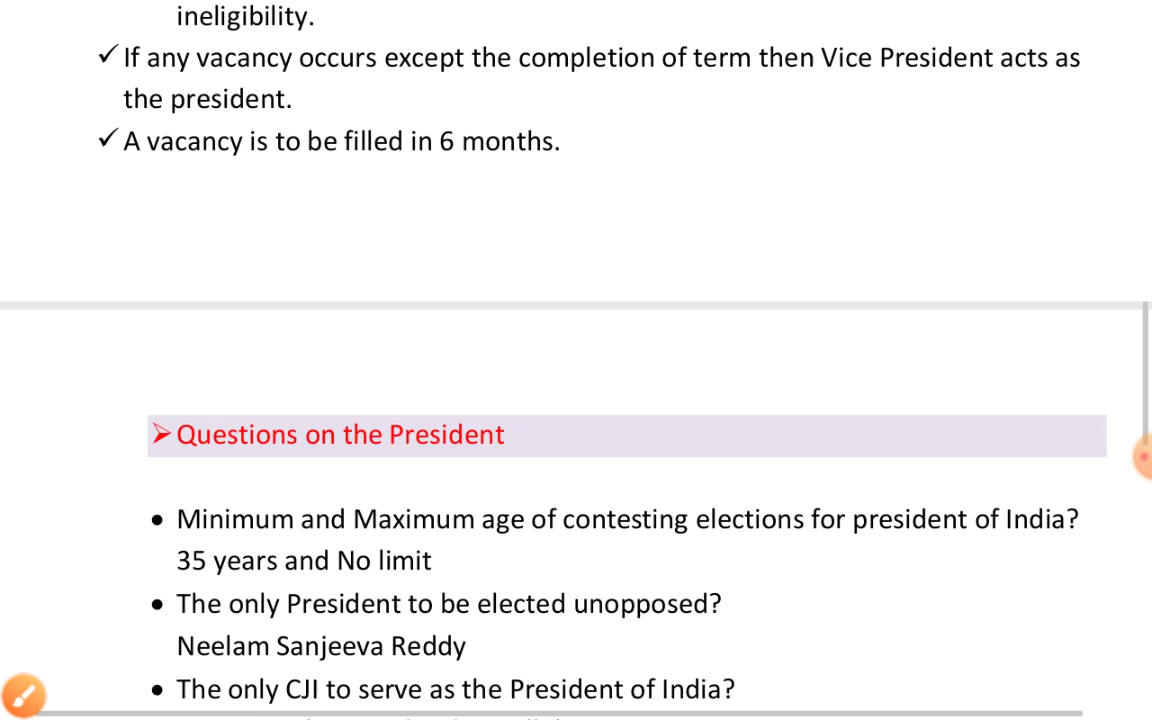 ineligibility.
✓ If any vacancy occurs except the completion of term then Vice President acts as
the president.
✓ A vacancy is to be filled in 6 months.
➢ Questions on the President
• Minimum and Maximum age of contesting elections for president of India?
35 years and No limit
• The only President to be elected unopposed?
Neelam Sanjeeva Reddy
• The only CJI to serve as the President of India?